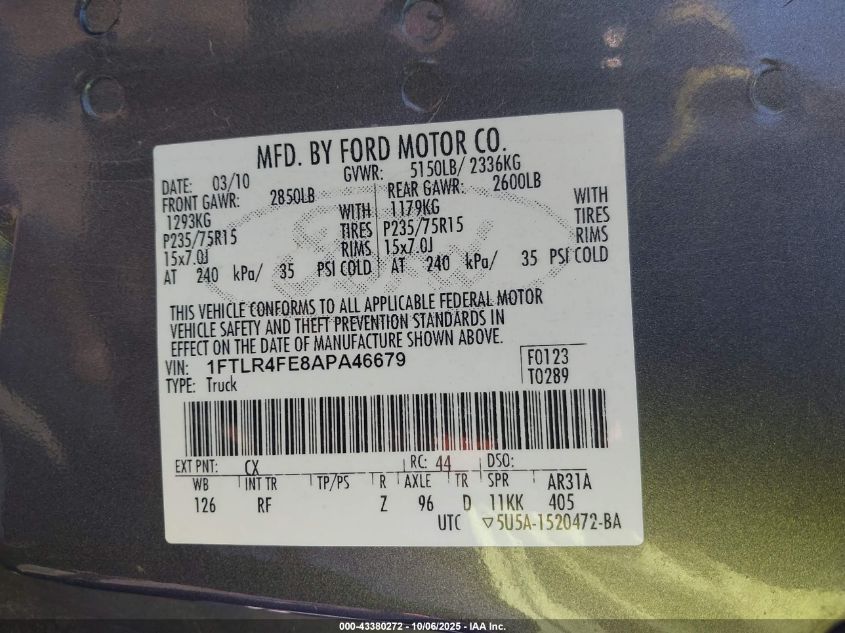 MFD. BY FORD MOTOR CO.
DATE: 03/10 GVWR: 5150LB/ 2336KG
FRONT GAWR: 2850LB REAR GAWR: 2600LB
1293KG WITH 1179KG WITH
P235/75R15 TIRES P235/75R15 TIRES
15x7.0J RIMS 15x7.0J RIMS
AT 240 kPa/ 35 PSI COLD AT 240 kPa/ 35 PSI COLD
THIS VEHICLE CONFORMS TO ALL APPLICABLE FEDERAL MOTOR
VEHICLE SAFETY AND THEFT PREVENTION STANDARDS IN
EFFECT ON THE DATE OF MANUFACTURE SHOWN ABOVE.
VIN: 1FTLR4FE8APA46679 F0123
TYPE: Truck T0289
EXT PNT: CX RC: 44 DSO:
WB INT TR TP/PS R AXLE TR SPR AR31A
126 RF Z 96 D 11KK 405
UTC ▽5U5A-1520472-BA
000-43380272 - 10/06/2025 - IAA Inc.